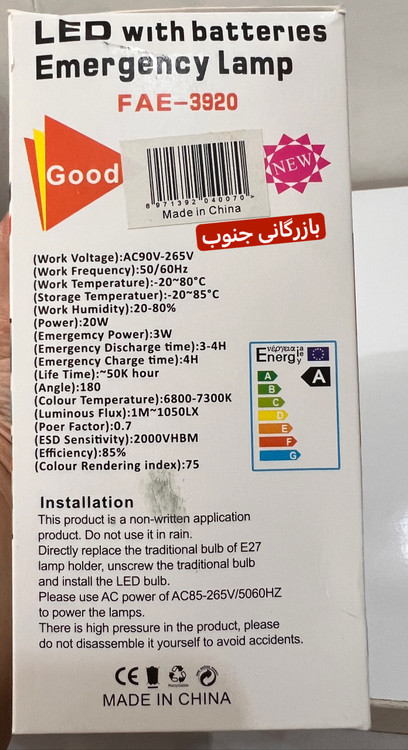 LED with batteries
Emergency Lamp
FAE-3920
Good
6 971392 040070 >
Made in China
NEW
بازرگانی جنوب
(Work Voltage):AC90V-265V
(Work Frequency):50/60Hz
(Work Temperature):-20~80°C
(Storage Temperatuer):-20~85°C
(Work Humidity):20-80%
(Power):20W
(Emergemcy Power):3W
(Emergency Discharge time):3-4H
(Emergency Charge time):4H
(Life Time):~50K hour
(Angle):180
(Colour Temperature):6800-7300K
(Luminous Flux):1M~1050LX
(Poer Factor):0.7
(ESD Sensitivity):2000VHBM
(Efficiency):85%
(Colour Rendering index):75
Energ
A
A
B
C
D
E
F
G
Installation
This product is a non-written application
product. Do not use it in rain.
Directly replace the traditional bulb of E27
lamp holder, unscrew the traditional bulb
and install the LED bulb.
Please use AC power of AC85-265V/5060HZ
to power the lamps.
There is high pressure in the product, please
do not disassemble it yourself to avoid accidents.
CE
Recyclable
MADE IN CHINA